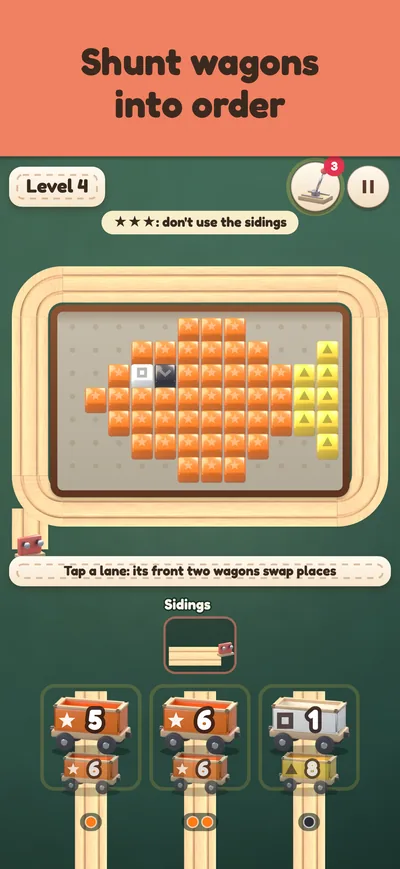 Shunt wagons
into order
Level 4
3
★★★: don't use the sidings
Tap a lane: its front two wagons swap places
Sidings
5
6
1
6
6
8